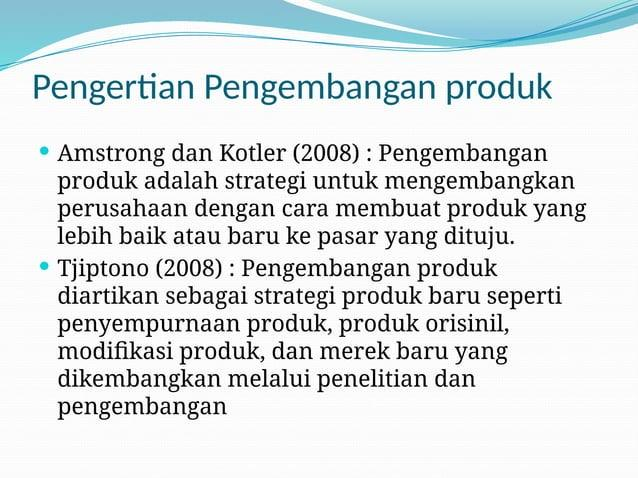 Pengertian Pengembangan produk
• Amstrong dan Kotler (2008) : Pengembangan
produk adalah strategi untuk mengembangkan
perusahaan dengan cara membuat produk yang
lebih baik atau baru ke pasar yang dituju.
• Tjiptono (2008) : Pengembangan produk
diartikan sebagai strategi produk baru seperti
penyempurnaan produk, produk orisinil,
modifikasi produk, dan merek baru yang
dikembangkan melalui penelitian dan
pengembangan